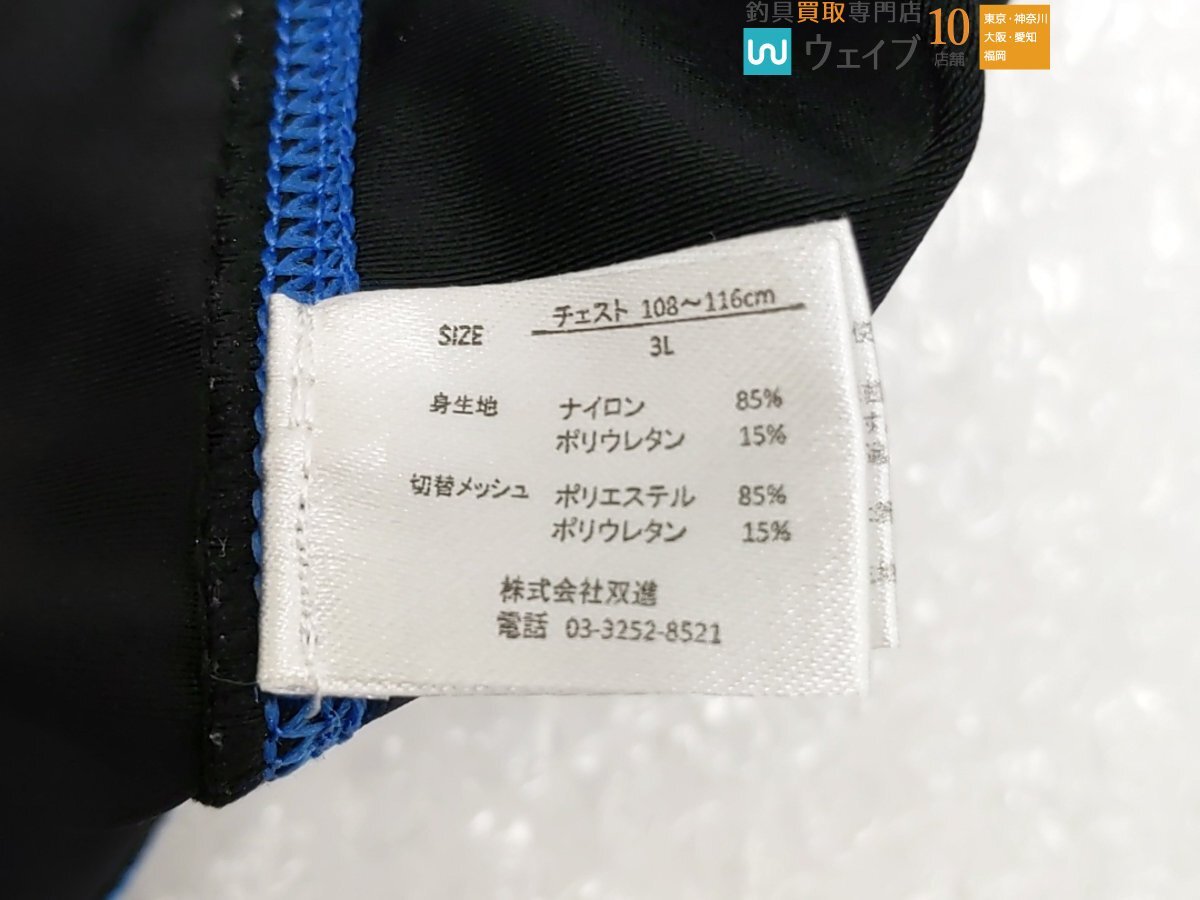 釣具買取専門店
ウェイブ
10
店舗
東京・神奈川
大阪・愛知
福岡
SIZE チェスト 108～116cm
3L
身生地 ナイロン 85%
ポリウレタン 15%
切替メッシュ ポリエステル 85%
ポリウレタン 15%
株式会社双進
電話 03-3252-8521